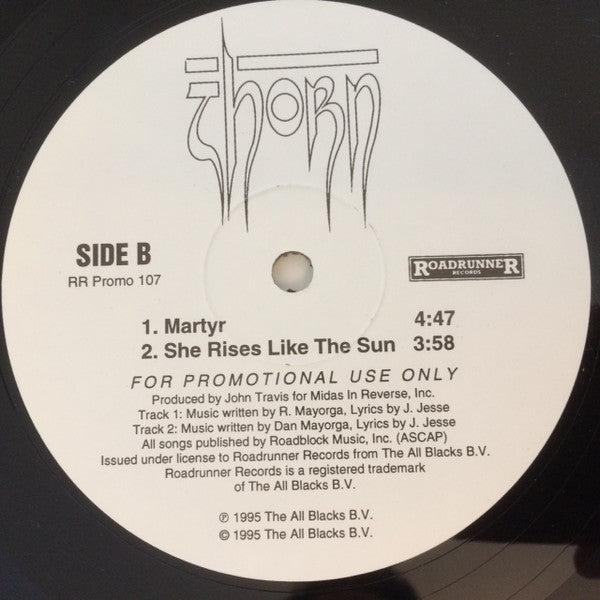 thorn
SIDE B
RR Promo 107
ROADRUNNER
RECORDS
1. Martyr 4:47
2. She Rises Like The Sun 3:58
FOR PROMOTIONAL USE ONLY
Produced by John Travis for Midas In Reverse, Inc.
Track 1: Music written by R. Mayorga, Lyrics by J. Jesse
Track 2: Music written by Dan Mayorga, Lyrics by J. Jesse
All songs published by Roadblock Music, Inc. (ASCAP)
Issued under license to Roadrunner Records from The All Blacks B.V.
Roadrunner Records is a registered trademark
of The All Blacks B.V.
℗ 1995 The All Blacks B.V.
© 1995 The All Blacks B.V.